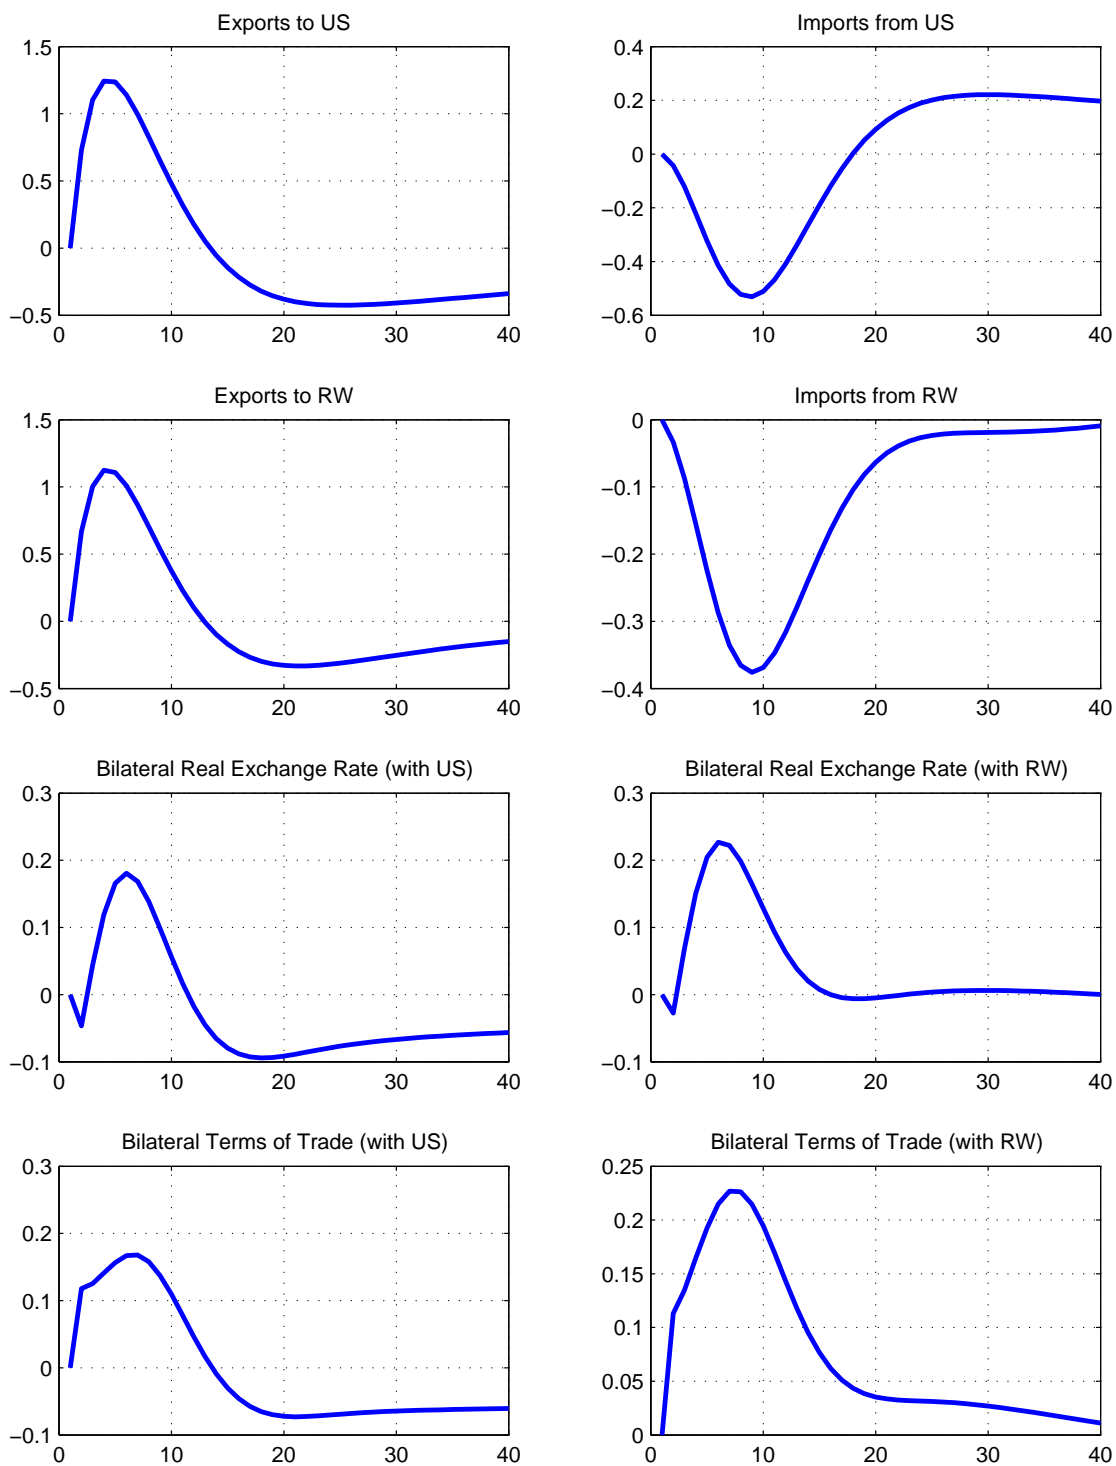 Exports to US
1.5
1
0.5
0
−0.5
0 10 20 30 40
Imports from US
0.4
0.2
0
−0.2
−0.4
−0.6
0 10 20 30 40
Exports to RW
1.5
1
0.5
0
−0.5
0 10 20 30 40
Imports from RW
0
−0.1
−0.2
−0.3
−0.4
0 10 20 30 40
Bilateral Real Exchange Rate (with US)
0.3
0.2
0.1
0
−0.1
0 10 20 30 40
Bilateral Real Exchange Rate (with RW)
0.3
0.2
0.1
0
−0.1
0 10 20 30 40
Bilateral Terms of Trade (with US)
0.3
0.2
0.1
0
−0.1
0 10 20 30 40
Bilateral Terms of Trade (with RW)
0.25
0.2
0.15
0.1
0.05
0
0 10 20 30 40